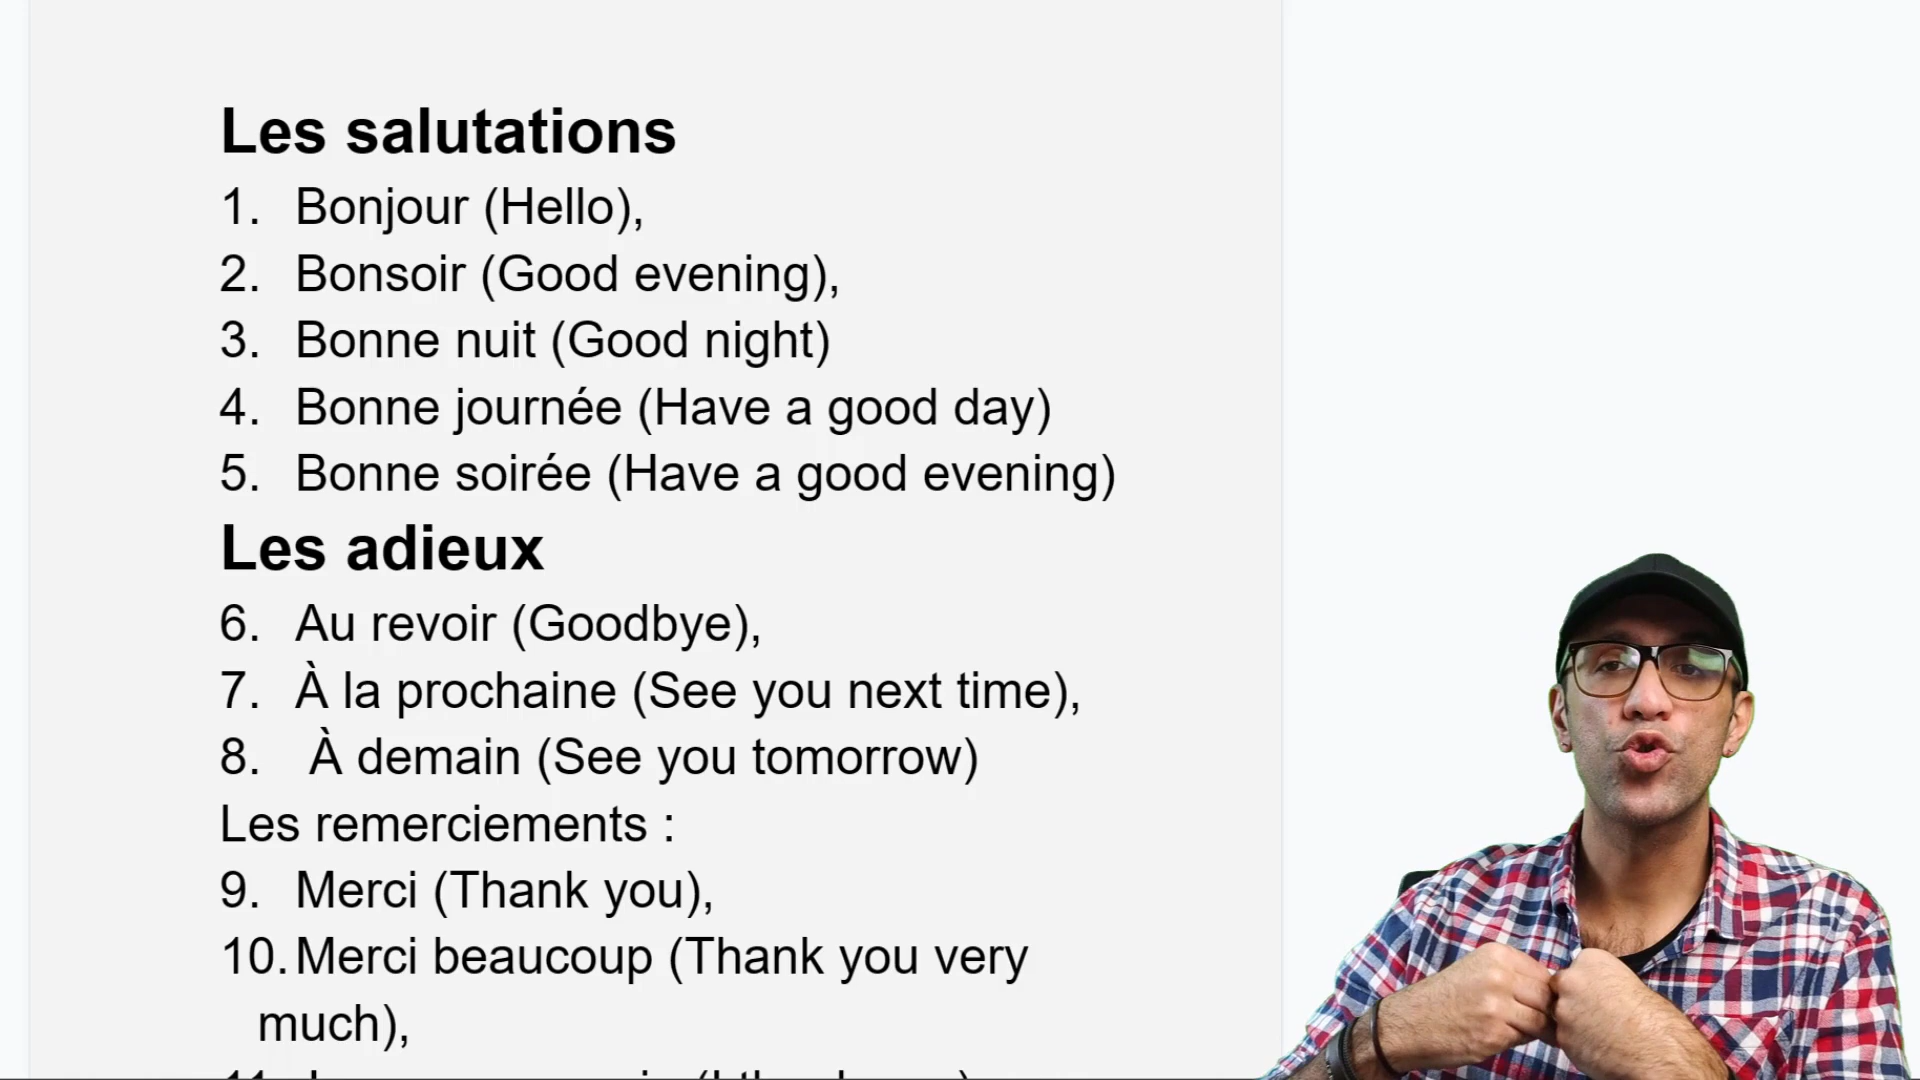 Les salutations
1. Bonjour (Hello),
2. Bonsoir (Good evening),
3. Bonne nuit (Good night)
4. Bonne journée (Have a good day)
5. Bonne soirée (Have a good evening)
Les adieux
6. Au revoir (Goodbye),
7. À la prochaine (See you next time),
8. À demain (See you tomorrow)
Les remerciements :
9. Merci (Thank you),
10. Merci beaucoup (Thank you very
much),